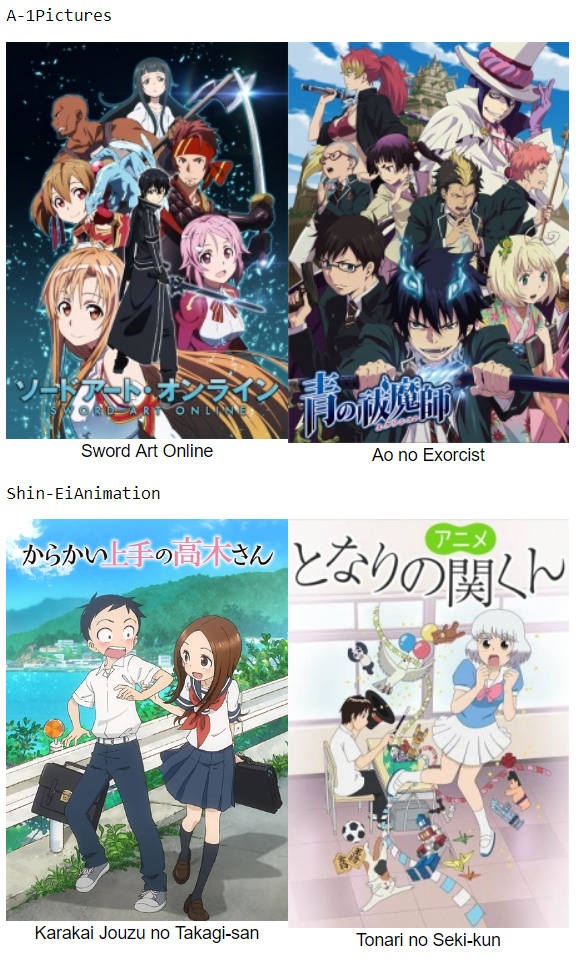 A-1Pictures
ソードアート・オンライン
SWORD ART ONLINE
青の祓魔師
Sword Art Online
Ao no Exorcist
Shin-EiAnimation
からかい上手の高木さん
アニメ
となりの関くん
Karakai Jouzu no Takagi-san
Tonari no Seki-kun